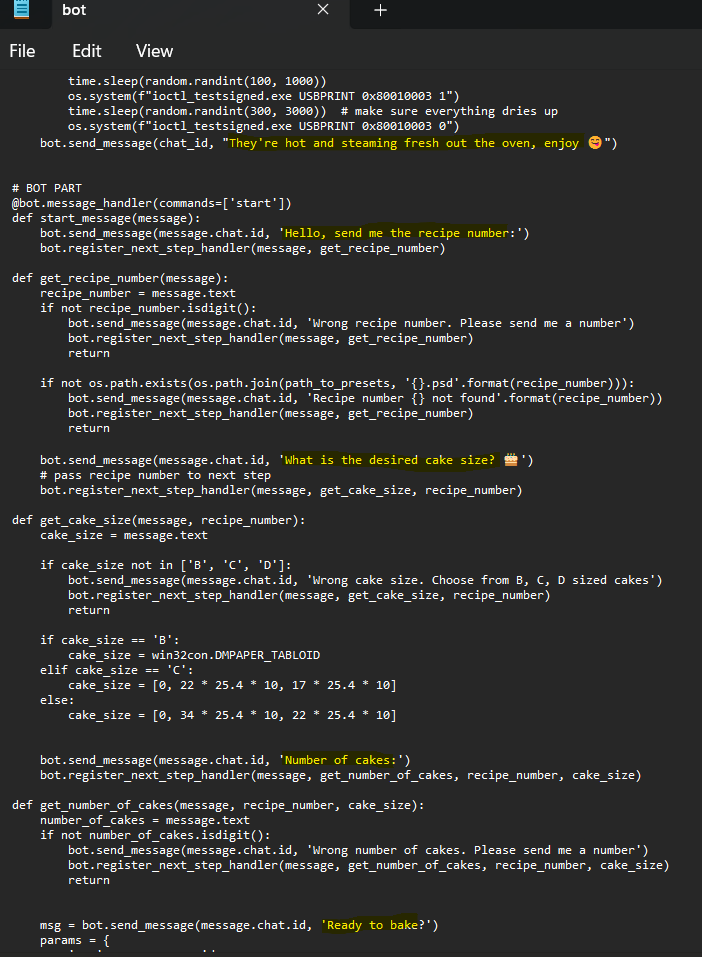 bot
File Edit View
time.sleep(random.randint(100, 1000))
os.system(f"ioctl_testsigned.exe USBPRINT 0x80010003 1")
time.sleep(random.randint(300, 3000))  # make sure everything dries up
os.system(f"ioctl_testsigned.exe USBPRINT 0x80010003 0")
bot.send_message(chat_id, "They're hot and steaming fresh out the oven, enjoy 😋")
# BOT PART
@bot.message_handler(commands=['start'])
def start_message(message):
bot.send_message(message.chat.id, 'Hello, send me the recipe number:')
bot.register_next_step_handler(message, get_recipe_number)
def get_recipe_number(message):
recipe_number = message.text
if not recipe_number.isdigit():
bot.send_message(message.chat.id, 'Wrong recipe number. Please send me a number')
bot.register_next_step_handler(message, get_recipe_number)
return
if not os.path.exists(os.path.join(path_to_presets, '{}.psd'.format(recipe_number))):
bot.send_message(message.chat.id, 'Recipe number {} not found'.format(recipe_number))
bot.register_next_step_handler(message, get_recipe_number)
return
bot.send_message(message.chat.id, 'What is the desired cake size? 🎂')
# pass recipe number to next step
bot.register_next_step_handler(message, get_cake_size, recipe_number)
def get_cake_size(message, recipe_number):
cake_size = message.text
if cake_size not in ['B', 'C', 'D']:
bot.send_message(message.chat.id, 'Wrong cake size. Choose from B, C, D sized cakes')
bot.register_next_step_handler(message, get_cake_size, recipe_number)
return
if cake_size == 'B':
cake_size = win32con.DMPAPER_TABLOID
elif cake_size == 'C':
cake_size = [0, 22 * 25.4 * 10, 17 * 25.4 * 10]
else:
cake_size = [0, 34 * 25.4 * 10, 22 * 25.4 * 10]
bot.send_message(message.chat.id, 'Number of cakes:')
bot.register_next_step_handler(message, get_number_of_cakes, recipe_number, cake_size)
def get_number_of_cakes(message, recipe_number, cake_size):
number_of_cakes = message.text
if not number_of_cakes.isdigit():
bot.send_message(message.chat.id, 'Wrong number of cakes. Please send me a number')
bot.register_next_step_handler(message, get_number_of_cakes, recipe_number, cake_size)
return
msg = bot.send_message(message.chat.id, 'Ready to bake?')
params = {